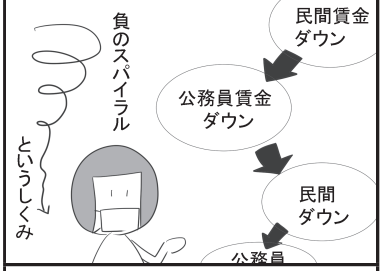 民間賃金
ダウン
公務員賃金
ダウン
民間
ダウン
公務員
負のスパイラル
というしくみ